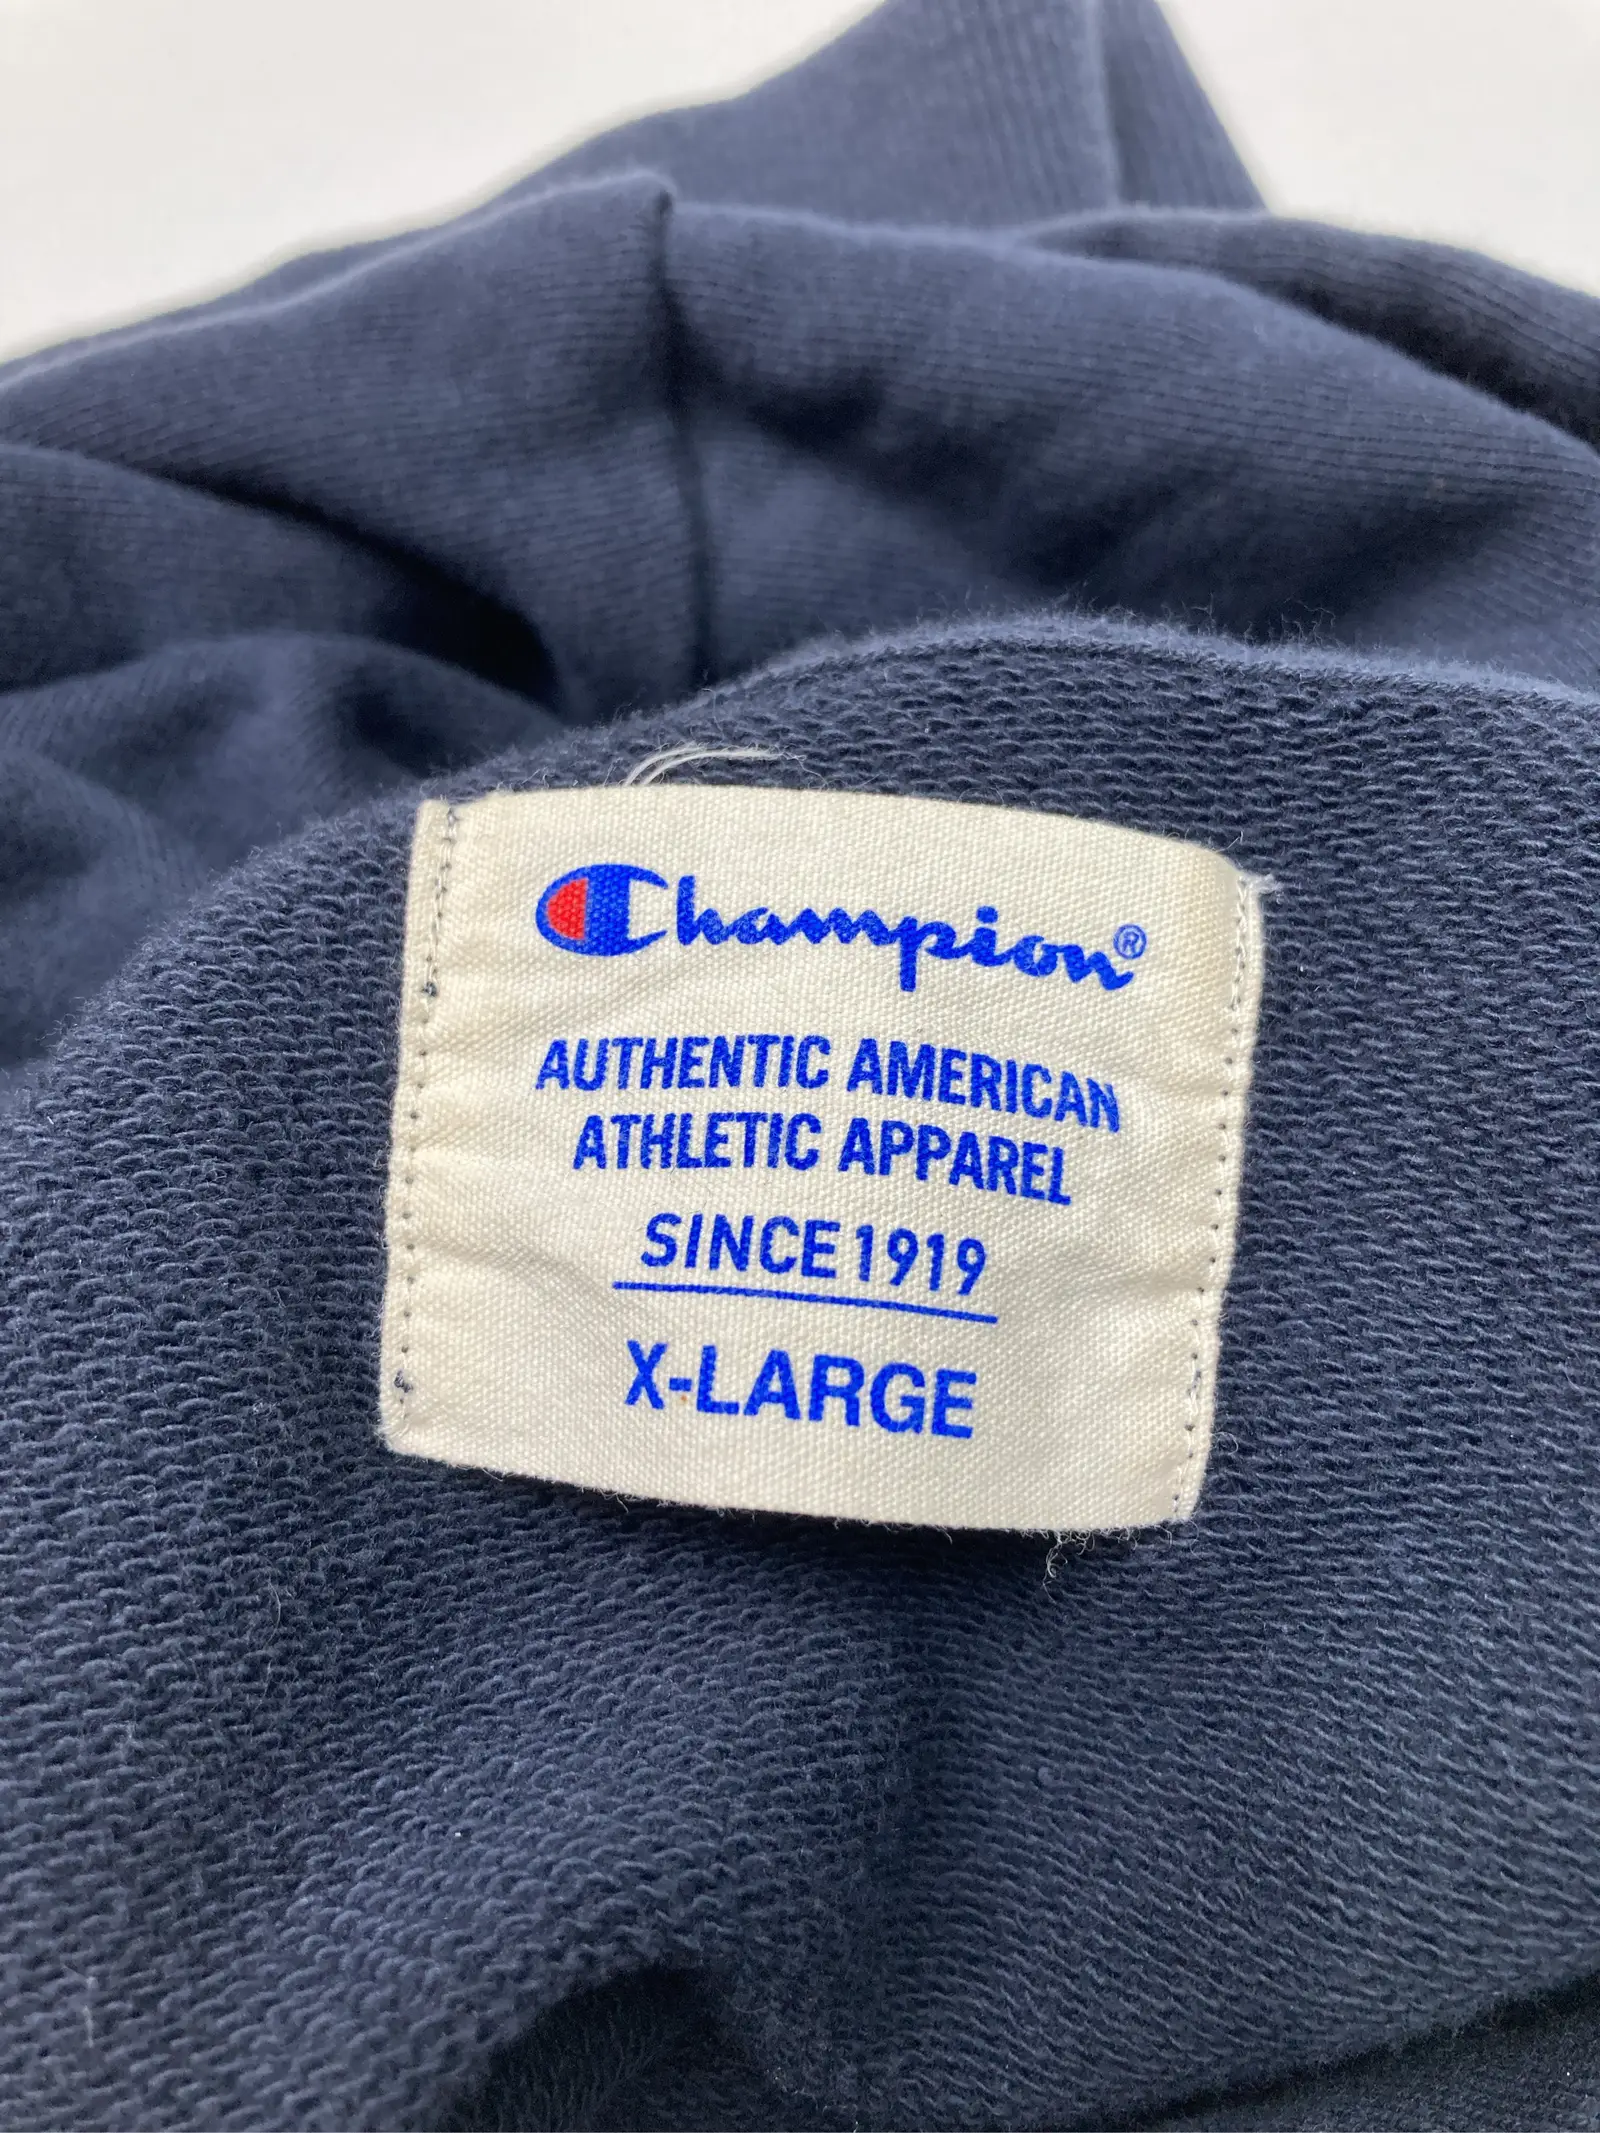 Champion®
AUTHENTIC AMERICAN
ATHLETIC APPAREL
SINCE 1919
X-LARGE